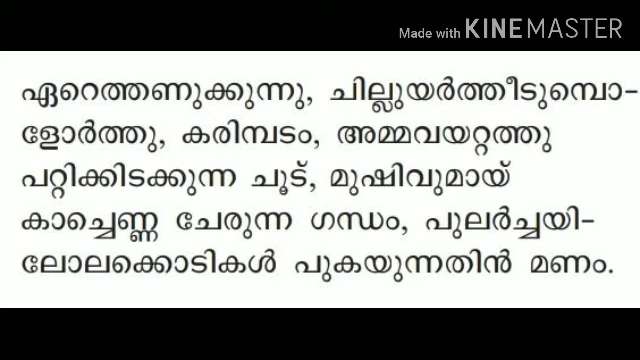 Made with KINEMASTER
ഏറെത്തണുക്കുന്നു, ചില്ലുയർത്തീടുമ്പൊ-
ളോർത്തു, കരിമ്പടം, അമ്മവയറ്റത്തു
പറ്റിക്കിടക്കുന്ന ചൂട്, മുഷിവുമായ്
കാച്ചെണ്ണ ചേരുന്ന ഗന്ധം, പുലർച്ചയി-
ലോലക്കൊടികൾ പുകയുന്നതിൻ മണം.